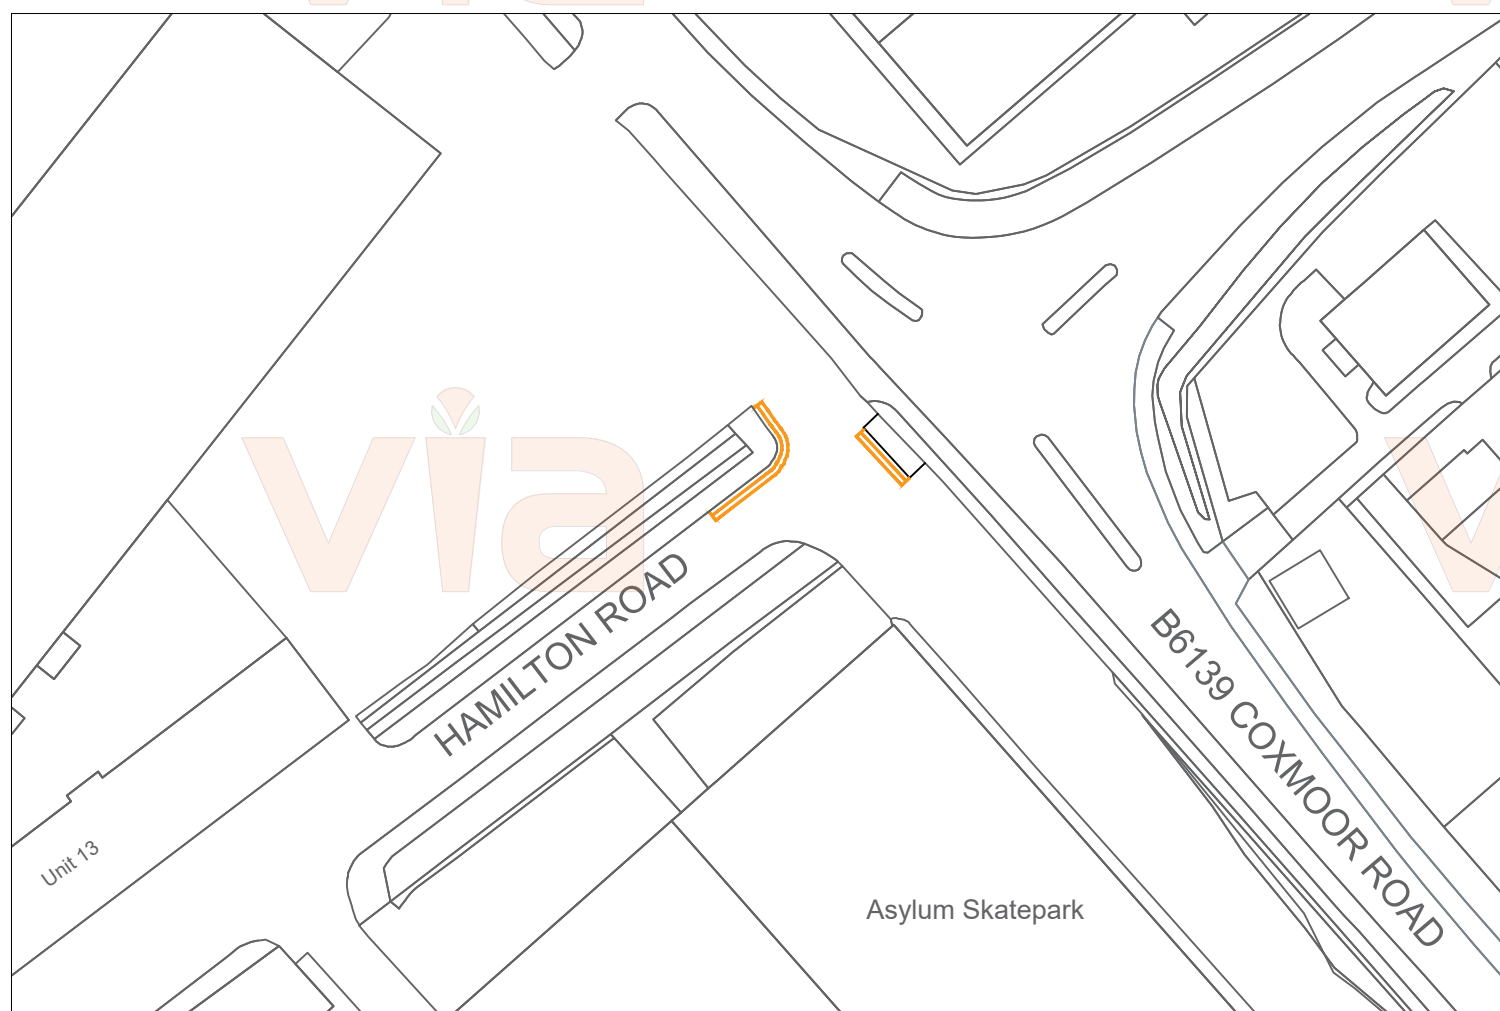 via
HAMILTON ROAD
B6139 COXMOOR ROAD
Unit 13
Asylum Skatepark